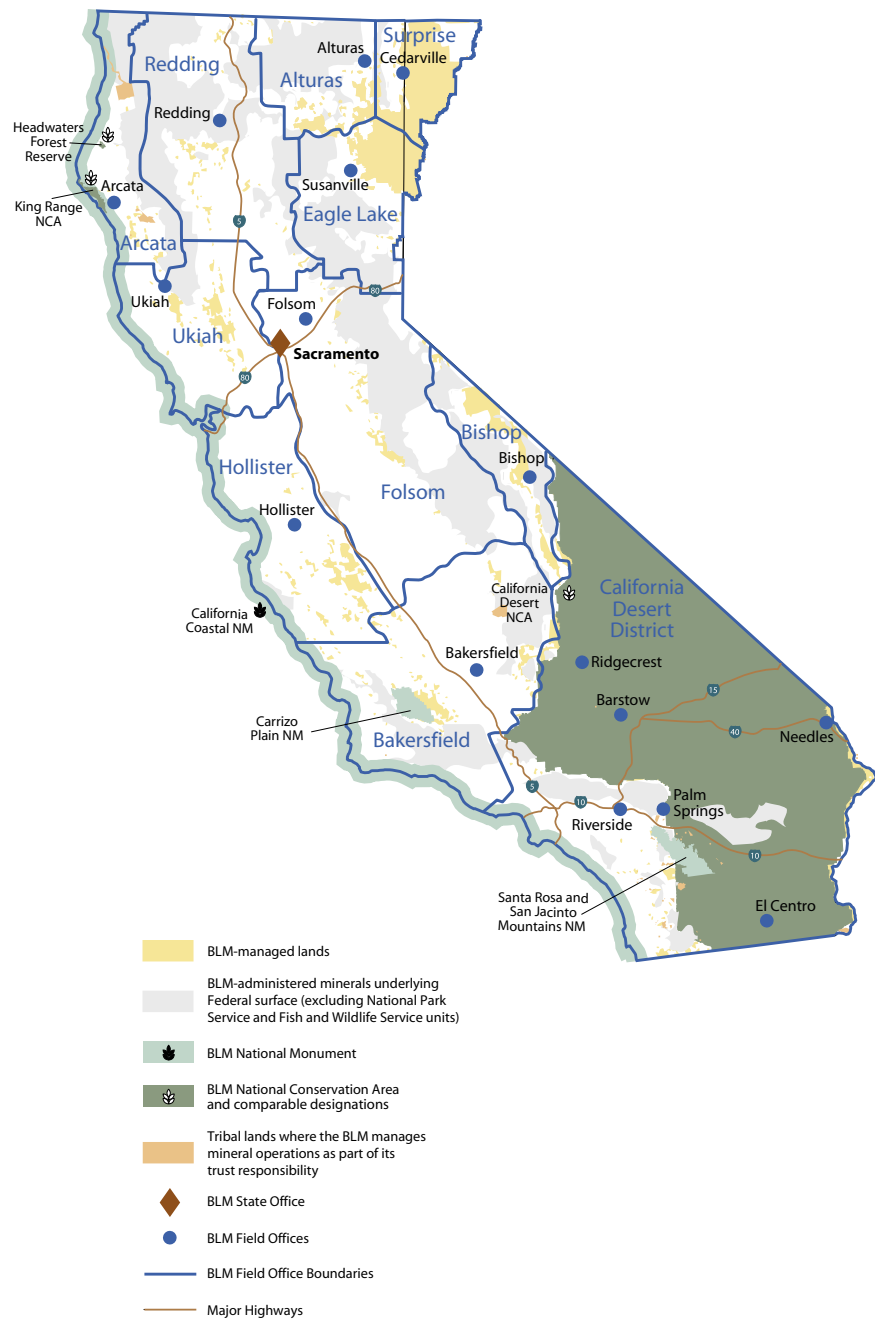 Surprise
Alturas
Cedarville
Redding
Alturas
Redding
Headwaters
Forest
Reserve
Susanville
Arcata
King Range
NCA
Eagle Lake
5
Arcata
80
Ukiah
Folsom
Ukiah
Sacramento
80
Bishop
Hollister
Bishop
Folsom
Hollister
California
Desert
NCA
California
Desert
District
California
Coastal NM
Bakersfield
Ridgecrest
15
Barstow
Carrizo
Plain NM
40
Needles
Bakersfield
5
10
Palm
Springs
Riverside
10
Santa Rosa and
San Jacinto
Mountains NM
El Centro
BLM-managed lands
BLM-administered minerals underlying
Federal surface (excluding National Park
Service and Fish and Wildlife Service units)
BLM National Monument
BLM National Conservation Area
and comparable designations
Tribal lands where the BLM manages
mineral operations as part of its
trust responsibility
BLM State Office
BLM Field Offices
BLM Field Office Boundaries
Major Highways